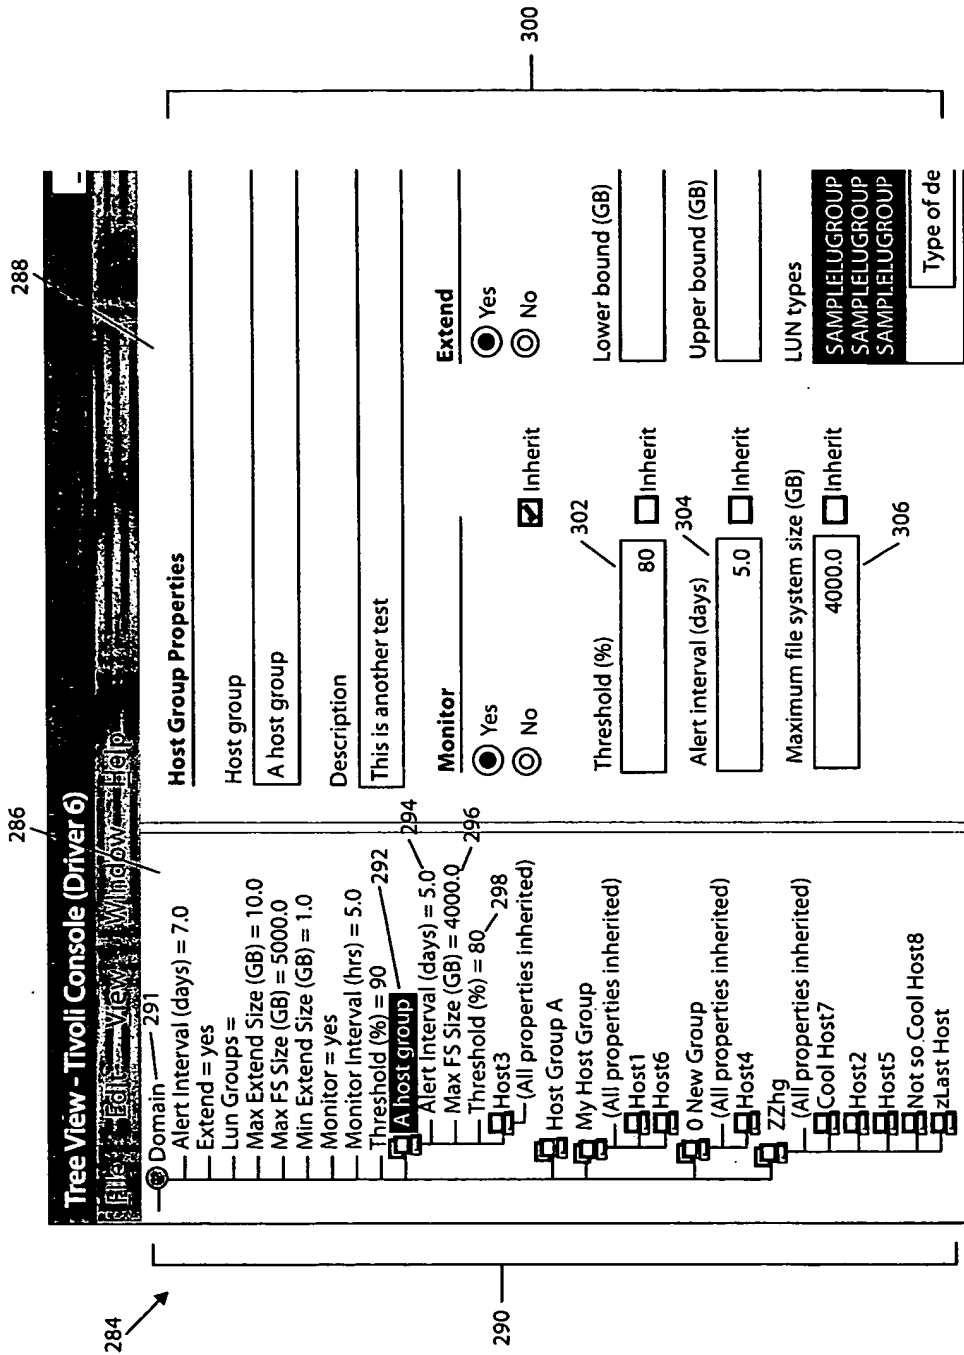 284
286
288
Tree View - Tivoli Console (Driver 6)
File Edit View Window Help
290
Domain 291
Alert Interval (days) = 7.0
Extend = yes
Lun Groups =
Max Extend Size (GB) = 10.0
Max FS Size (GB) = 5000.0
Min Extend Size (GB) = 1.0
Monitor = yes
Monitor Interval (hrs) = 5.0
Threshold (%) = 90
A host group 292
Alert Interval (days) = 5.0 294
Max FS Size (GB) = 4000.0 296
Threshold (%) = 80 298
Host3
(All properties inherited)
Host Group A
My Host Group
(All properties inherited)
Host1
Host6
0 New Group
(All properties inherited)
Host4
ZZhg
(All properties inherited)
Cool Host7
Host2
Host5
Not so Cool Host8
zLast Host
300
Host Group Properties
Host group
A host group
Description
This is another test
Monitor
Yes
No
Inherit
Threshold (%)
302
80
Inherit
Alert interval (days)
304
5.0
Inherit
Maximum file system size (GB)
4000.0
Inherit
306
Extend
Yes
No
Lower bound (GB)
Upper bound (GB)
LUN types
SAMPLELUGROUP
SAMPLELUGROUP
SAMPLELUGROUP
Type of de